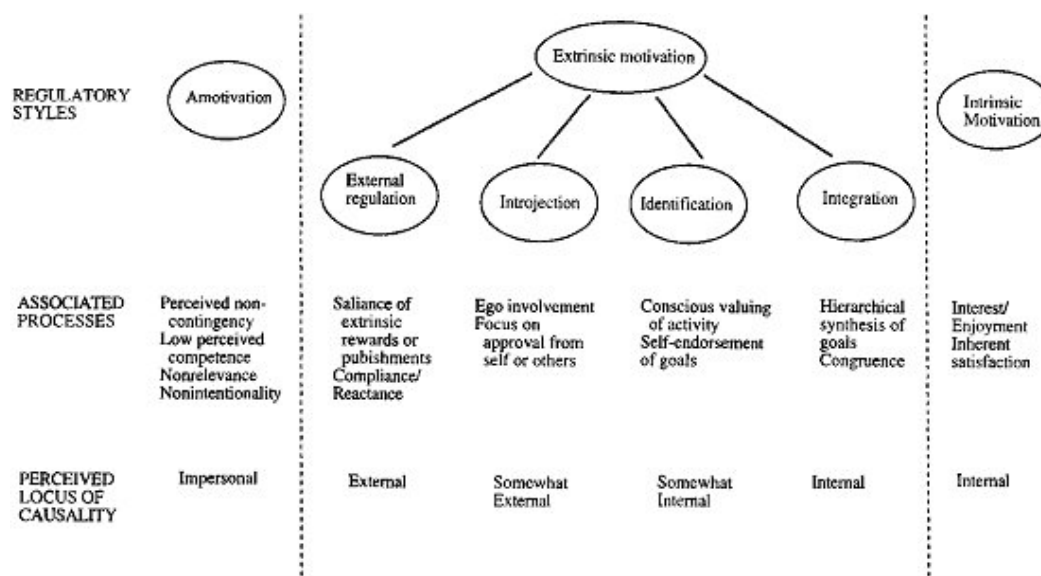 Extrinsic motivation
REGULATORY
STYLES
Amotivation
Intrinsic
Motivation
External
regulation
Introjection
Identification
Integration
ASSOCIATED
PROCESSES
Perceived non-
contingency
Low perceived
competence
Nonrelevance
Nonintentionality
Saliance of
extrinsic
rewards or
pubishments
Compliance/
Reactance
Ego involvement
Focus on
approval from
self or others
Conscious valuing
of activity
Self-endorsement
of goals
Hierarchical
synthesis of
goals
Congruence
Interest/
Enjoyment
Inherent
satisfaction
PERCEIVED
LOCUS OF
CAUSALITY
Impersonal
External
Somewhat
External
Somewhat
Internal
Internal
Internal